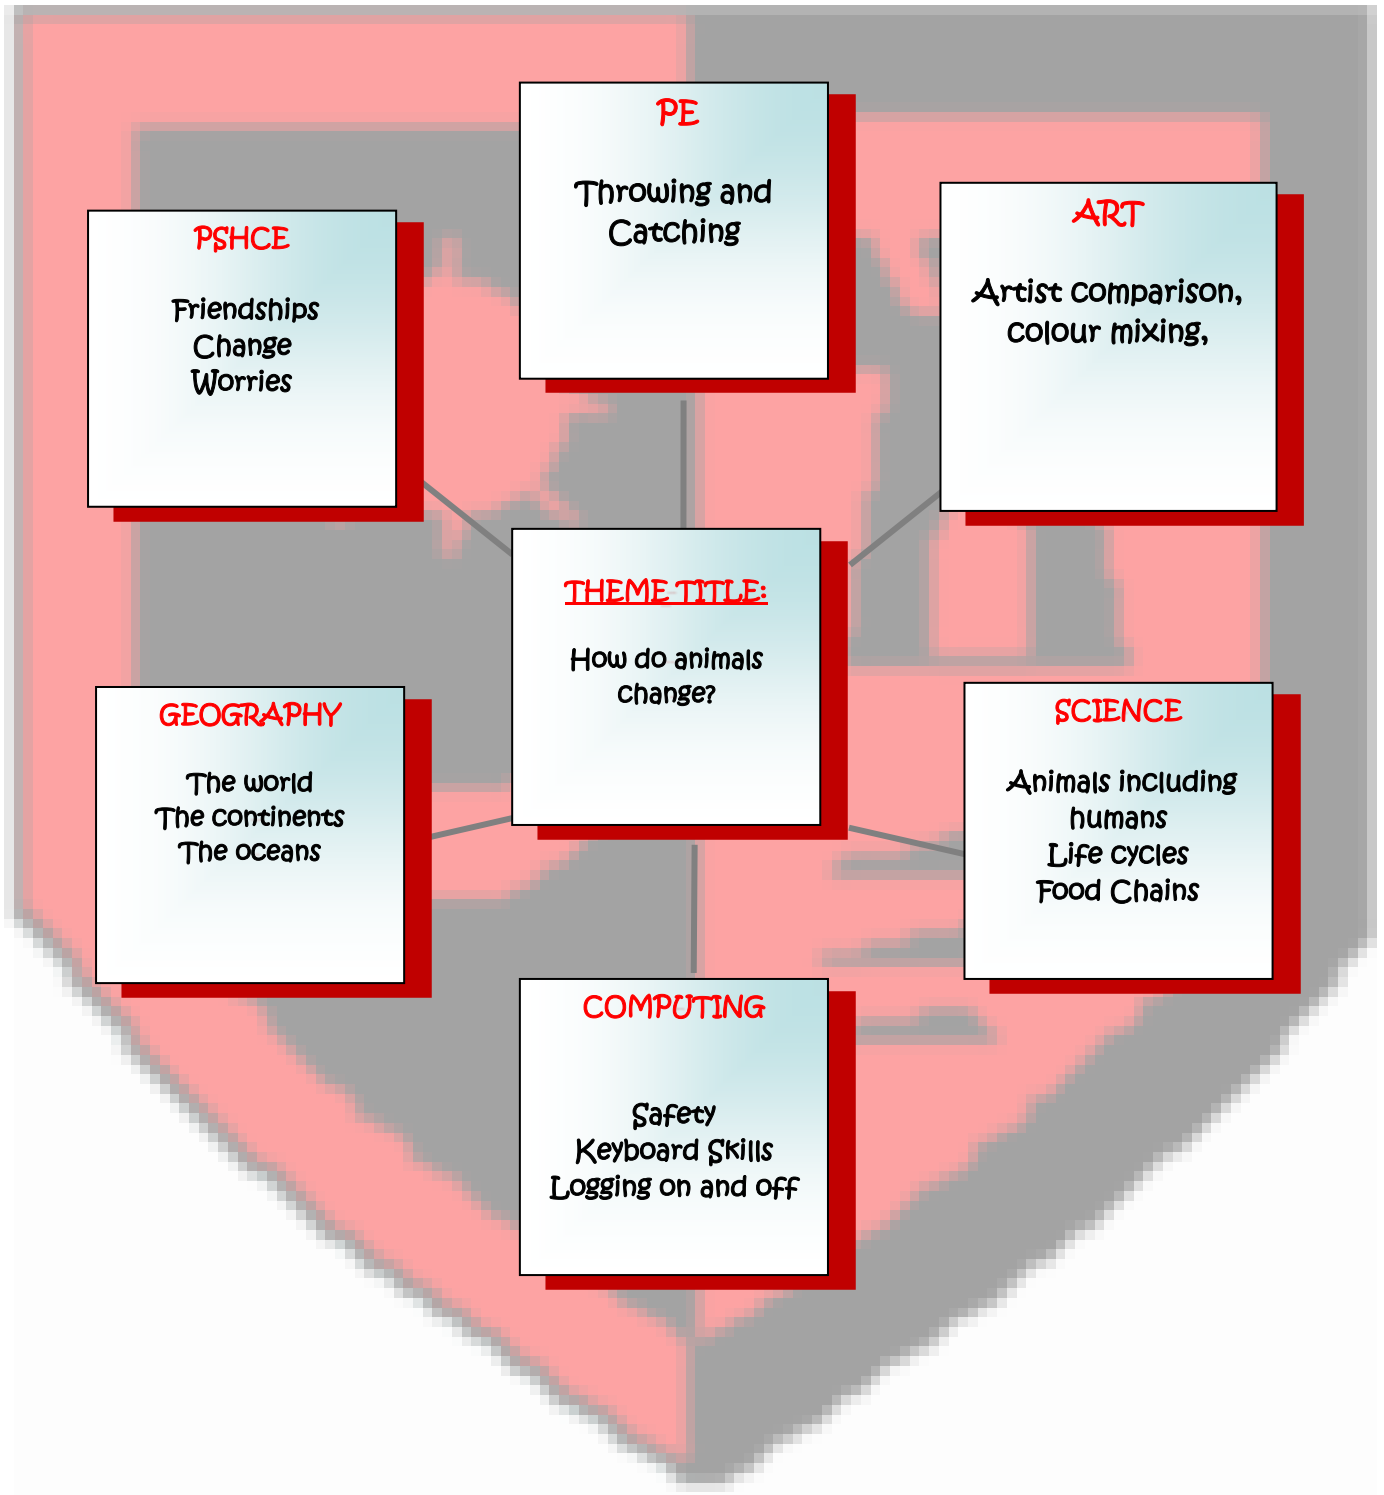 PE
Throwing and
Catching
PSHCE
Friendships
Change
Worries
ART
Artist comparison,
colour mixing,
THEME TITLE:
How do animals
change?
GEOGRAPHY
The world
The continents
The oceans
SCIENCE
Animals including
humans
Life cycles
Food Chains
COMPUTING
Safety
Keyboard Skills
Logging on and off